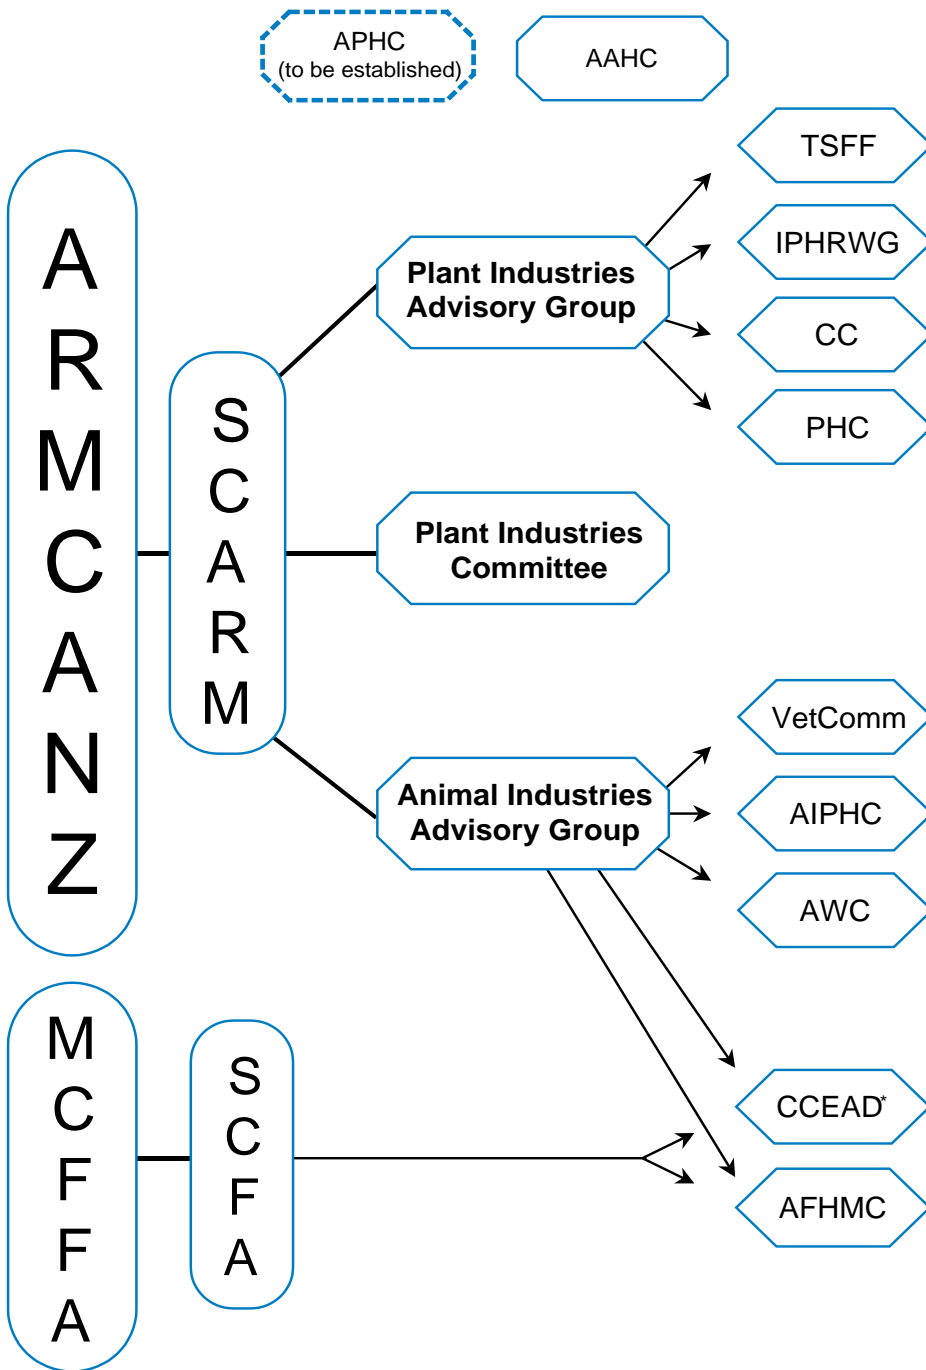 APHC
(to be established)
AAHC
ARMCANZ
SCARM
Plant Industries
Advisory Group
TSFF
IPHRWG
CC
PHC
Plant Industries
Committee
Animal Industries
Advisory Group
VetComm
AIPHC
AWC
MCFFA
SCFA
CCEAD*
AFHMC